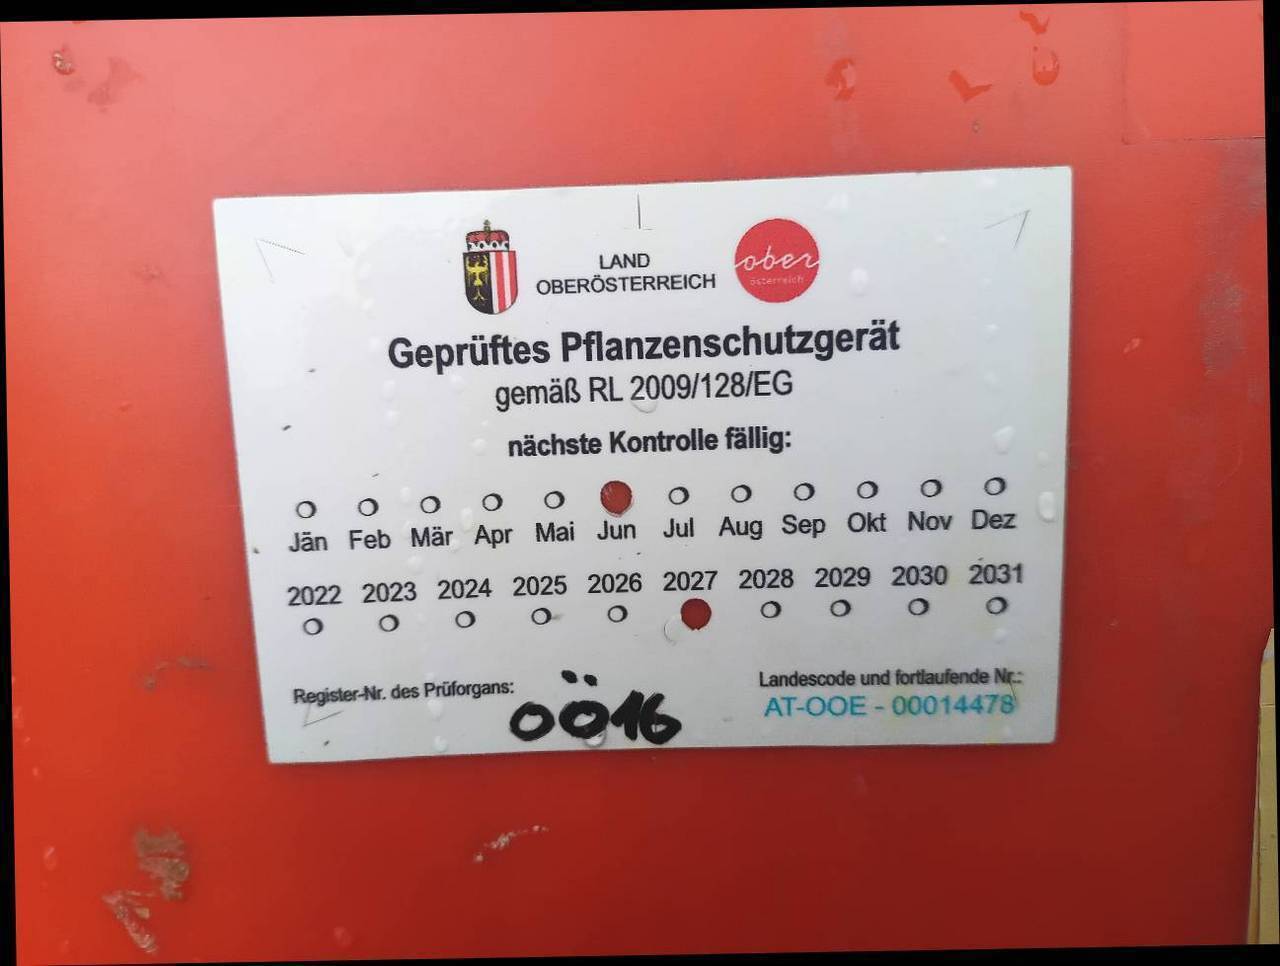 LAND
OBERÖSTERREICH
ober
österreich
Geprüftes Pflanzenschutzgerät
gemäß RL 2009/128/EG
nächste Kontrolle fällig:
Jän Feb Mär Apr Mai Jun Jul Aug Sep Okt Nov Dez
2022 2023 2024 2025 2026 2027 2028 2029 2030 2031
Register-Nr. des Prüforgans: OÖ16
Landescode und fortlaufende Nr.:
AT-OOE - 00014478